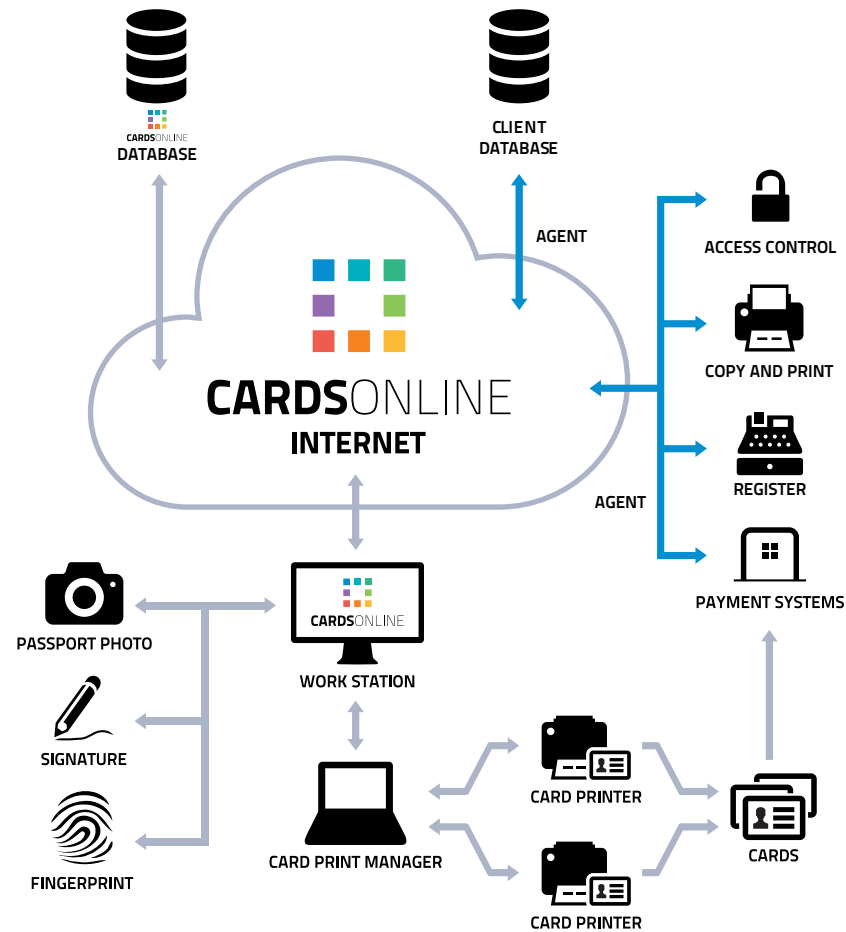 CARDSONLINE
DATABASE
CLIENT
DATABASE
AGENT
ACCESS CONTROL
COPY AND PRINT
CARDSONLINE
INTERNET
REGISTER
AGENT
PAYMENT SYSTEMS
CARDSONLINE
WORK STATION
PASSPORT PHOTO
SIGNATURE
FINGERPRINT
CARD PRINT MANAGER
CARD PRINTER
CARD PRINTER
CARDS